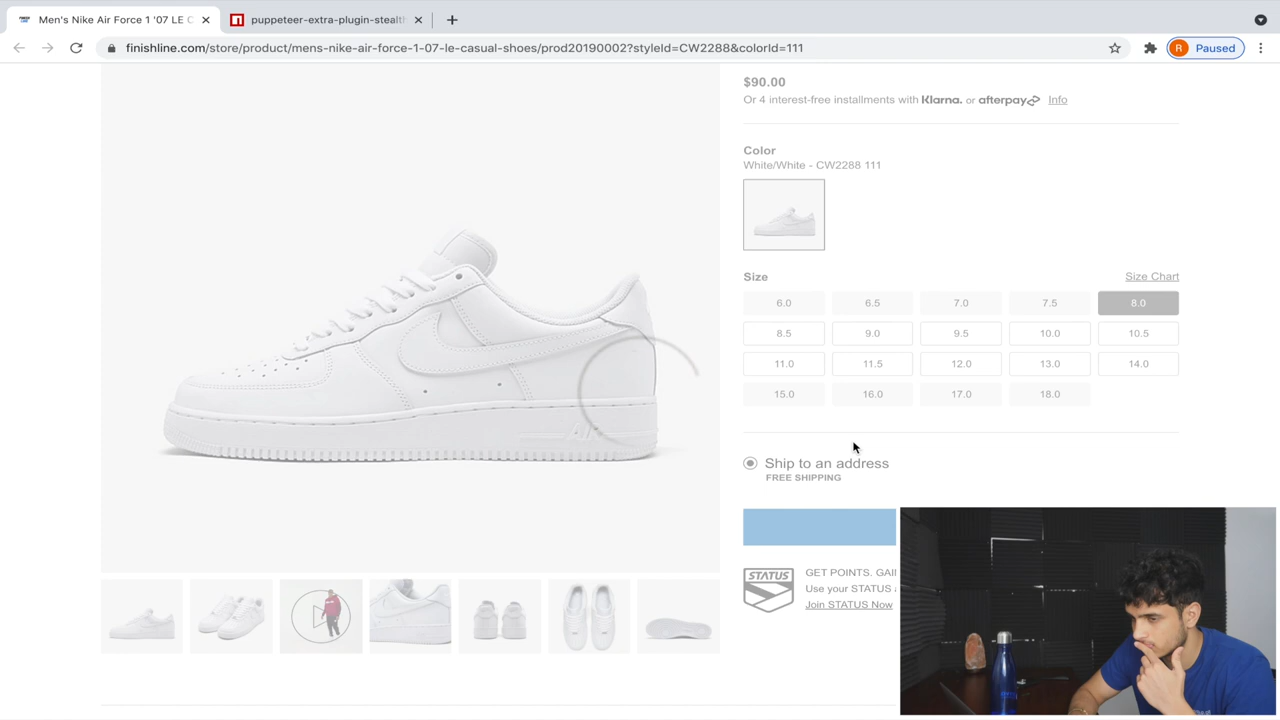 Men's Nike Air Force 1 '07 LE C
puppeteer-extra-plugin-stealth
finishline.com/store/product/mens-nike-air-force-1-07-le-casual-shoes/prod20190002?styleId=CW2288&colorId=111
R Paused
$90.00
Or 4 interest-free installments with Klarna. or afterpay Info
Color
White/White - CW2288 111
Size Size Chart
6.0 6.5 7.0 7.5 8.0
8.5 9.0 9.5 10.0 10.5
11.0 11.5 12.0 13.0 14.0
15.0 16.0 17.0 18.0
Ship to an address
FREE SHIPPING
STATUS
GET POINTS. GAI
Use your STATUS
Join STATUS Now